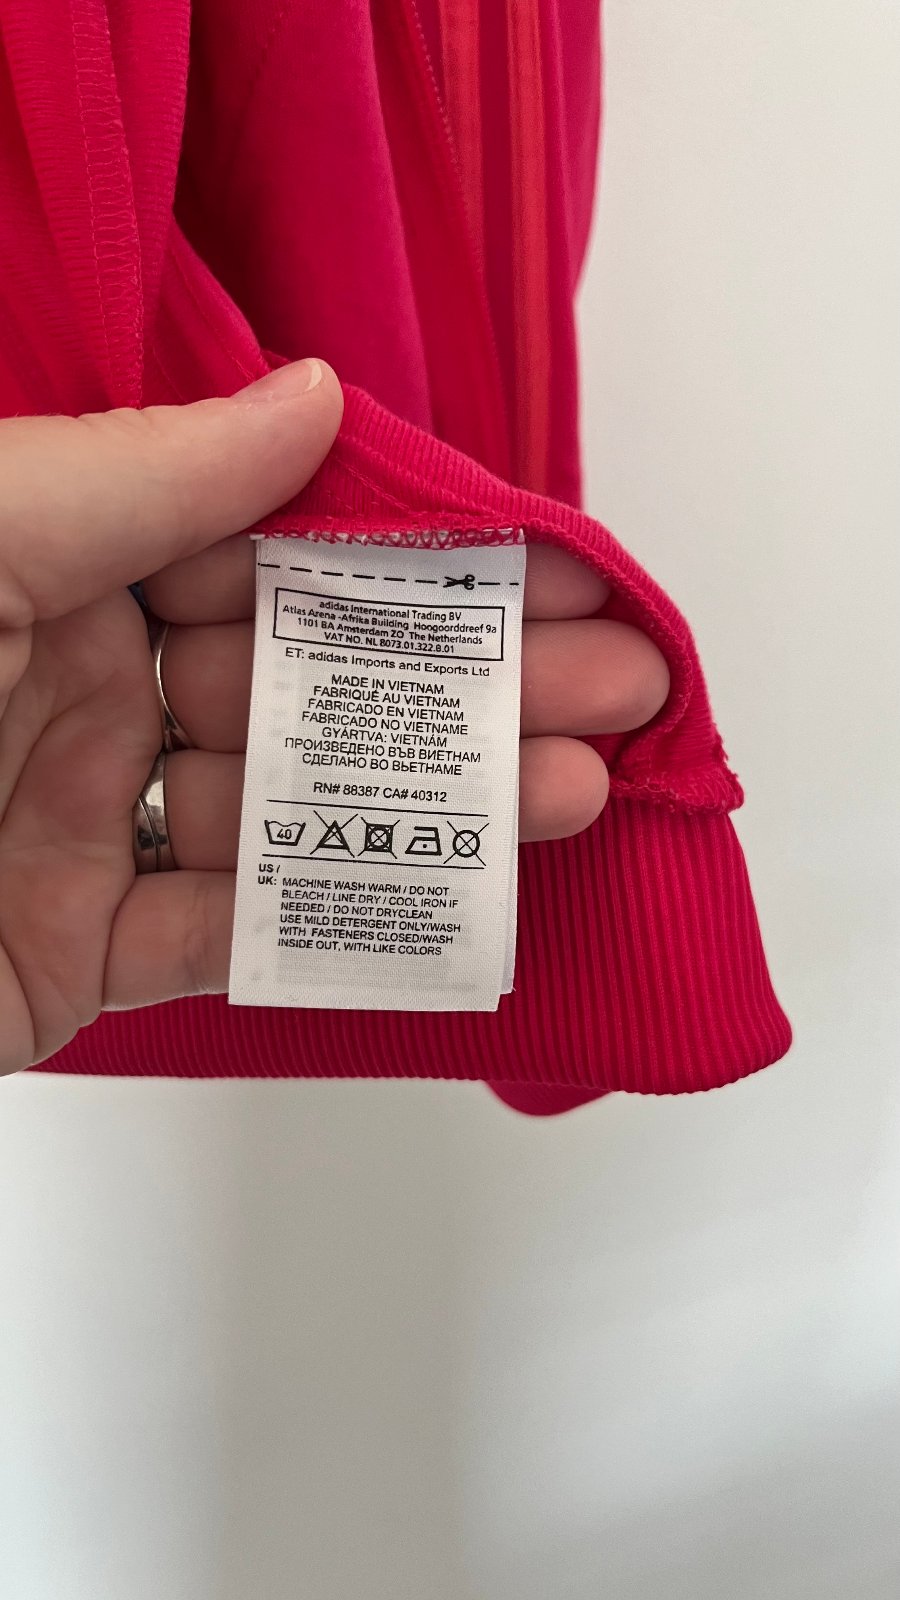 adidas International Trading BV
Atlas Arena -Afrika Building Hoogoorddreef 9a
1101 BA Amsterdam ZO The Netherlands
VAT NO. NL 8073.01.322.B.01
ET: adidas Imports and Exports Ltd
MADE IN VIETNAM
FABRIQUÉ AU VIETNAM
FABRICADO EN VIETNAM
FABRICADO NO VIETNAME
GYÁRTVA: VIETNÁM
ПРОИЗВЕДЕНО ВЪВ ВИЕТНАМ
СДЕЛАНО ВО ВЬЕТНАМЕ
RN# 88387 CA# 40312
40
US /
UK: MACHINE WASH WARM / DO NOT
BLEACH / LINE DRY / COOL IRON IF
NEEDED / DO NOT DRYCLEAN
USE MILD DETERGENT ONLY/WASH
WITH FASTENERS CLOSED/WASH
INSIDE OUT, WITH LIKE COLORS